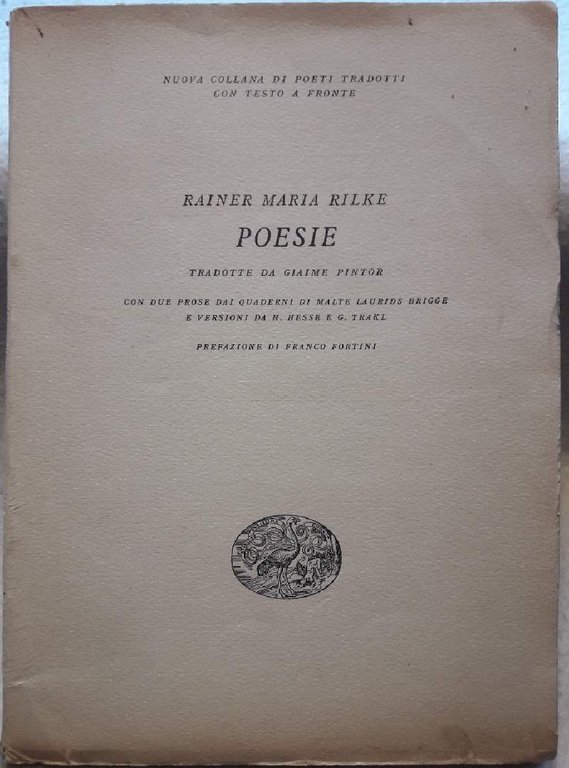 NUOVA COLLANA DI POETI TRADOTTI
CON TESTO A FRONTE
RAINER MARIA RILKE
POESIE
TRADOTTE DA GIAIME PINTOR
CON DUE PROSE DAI QUADERNI DI MALTE LAURIDS BRIGGE
E VERSIONI DA H. HESSE E G. TRAKL
PREFAZIONE DI FRANCO FORTINI